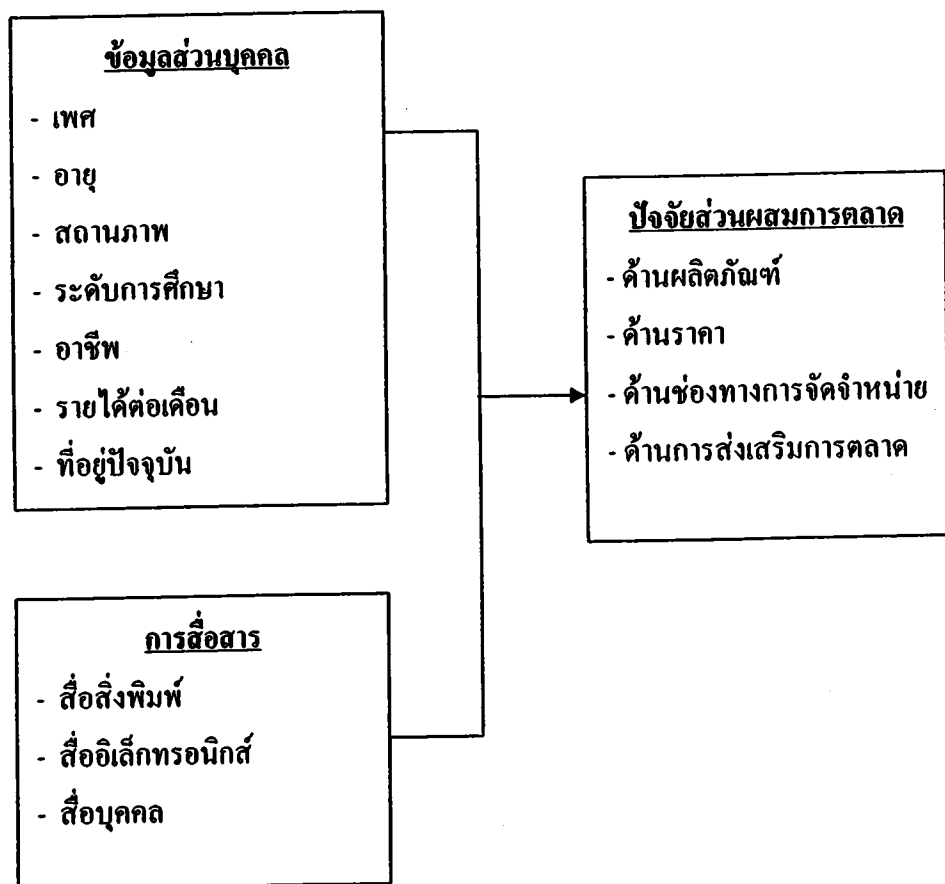 ข้อมูลส่วนบุคคล
- เพศ
- อายุ
- สถานภาพ
- ระดับการศึกษา
- อาชีพ
- รายได้ต่อเดือน
- ที่อยู่ปัจจุบัน
การสื่อสาร
- สื่อสิ่งพิมพ์
- สื่ออิเล็กทรอนิกส์
- สื่อบุคคล
ปัจจัยส่วนผสมการตลาด
- ด้านผลิตภัณฑ์
- ด้านราคา
- ด้านช่องทางการจัดจำหน่าย
- ด้านการส่งเสริมการตลาด